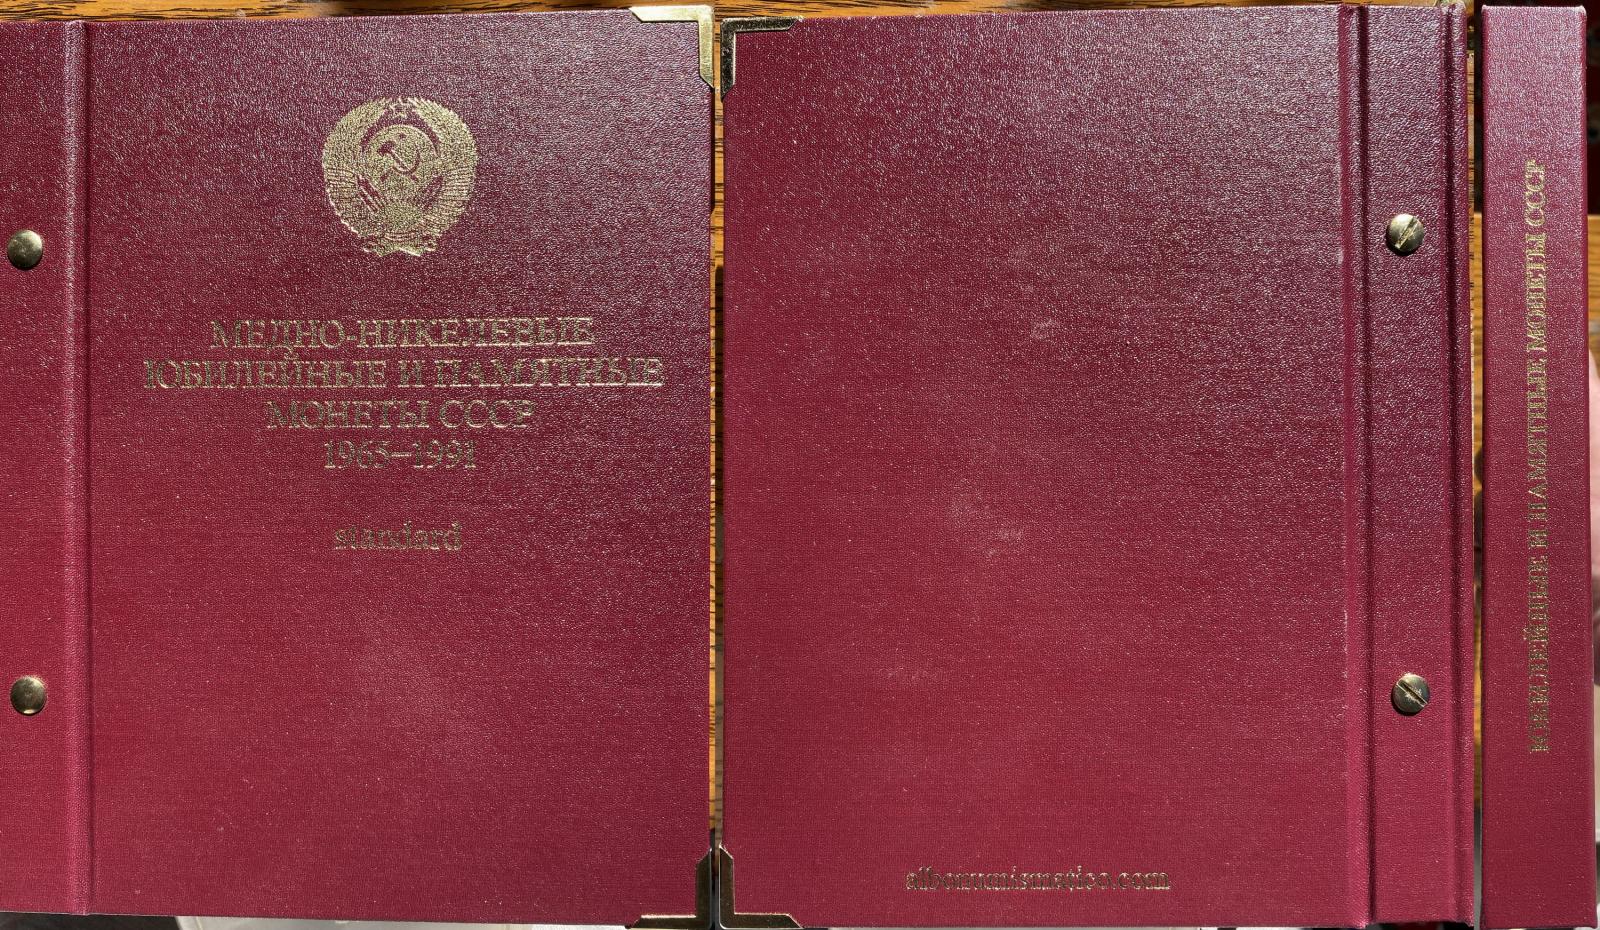 МЕДНО-НИКЕЛЕВЫЕ
ЮБИЛЕЙНЫЕ И ПАМЯТНЫЕ
МОНЕТЫ СССР
1965–1991
standard
albonumismatico.com
ЮБИЛЕЙНЫЕ И ПАМЯТНЫЕ МОНЕТЫ СССР